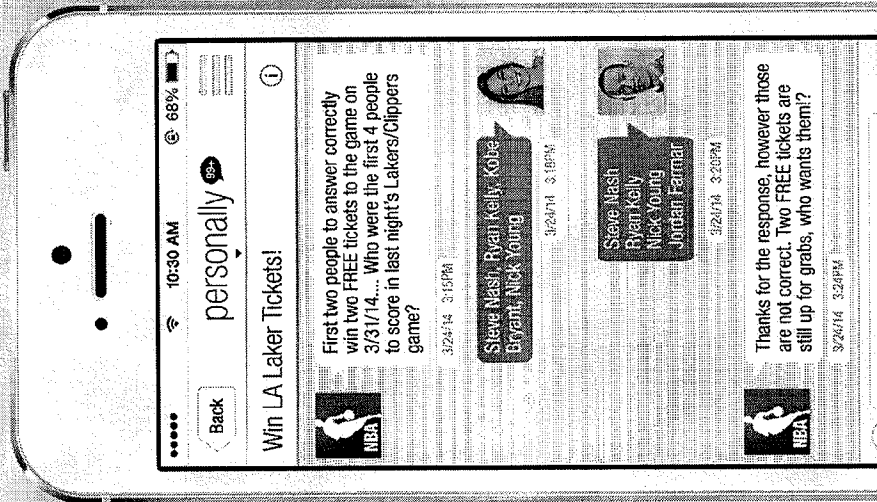 10:30 AM
68%
Back
personally
99+
Win LA Laker Tickets!
NBA
First two people to answer correctly
win two FREE tickets to the game on
3/31/14.... Who were the first 4 people
to score in last night's Lakers/Clippers
game?
3/24/14 3:15PM
Steve Nash, Ryan Kelly, Kobe
Bryant, Nick Young
3/24/14 3:18PM
Steve Nash
Ryan Kelly
Nick Young
Jordan Farmar
3/24/14 3:20PM
NBA
Thanks for the response, however those
are not correct. Two FREE tickets are
still up for grabs, who wants them!?
3/24/14 3:24PM